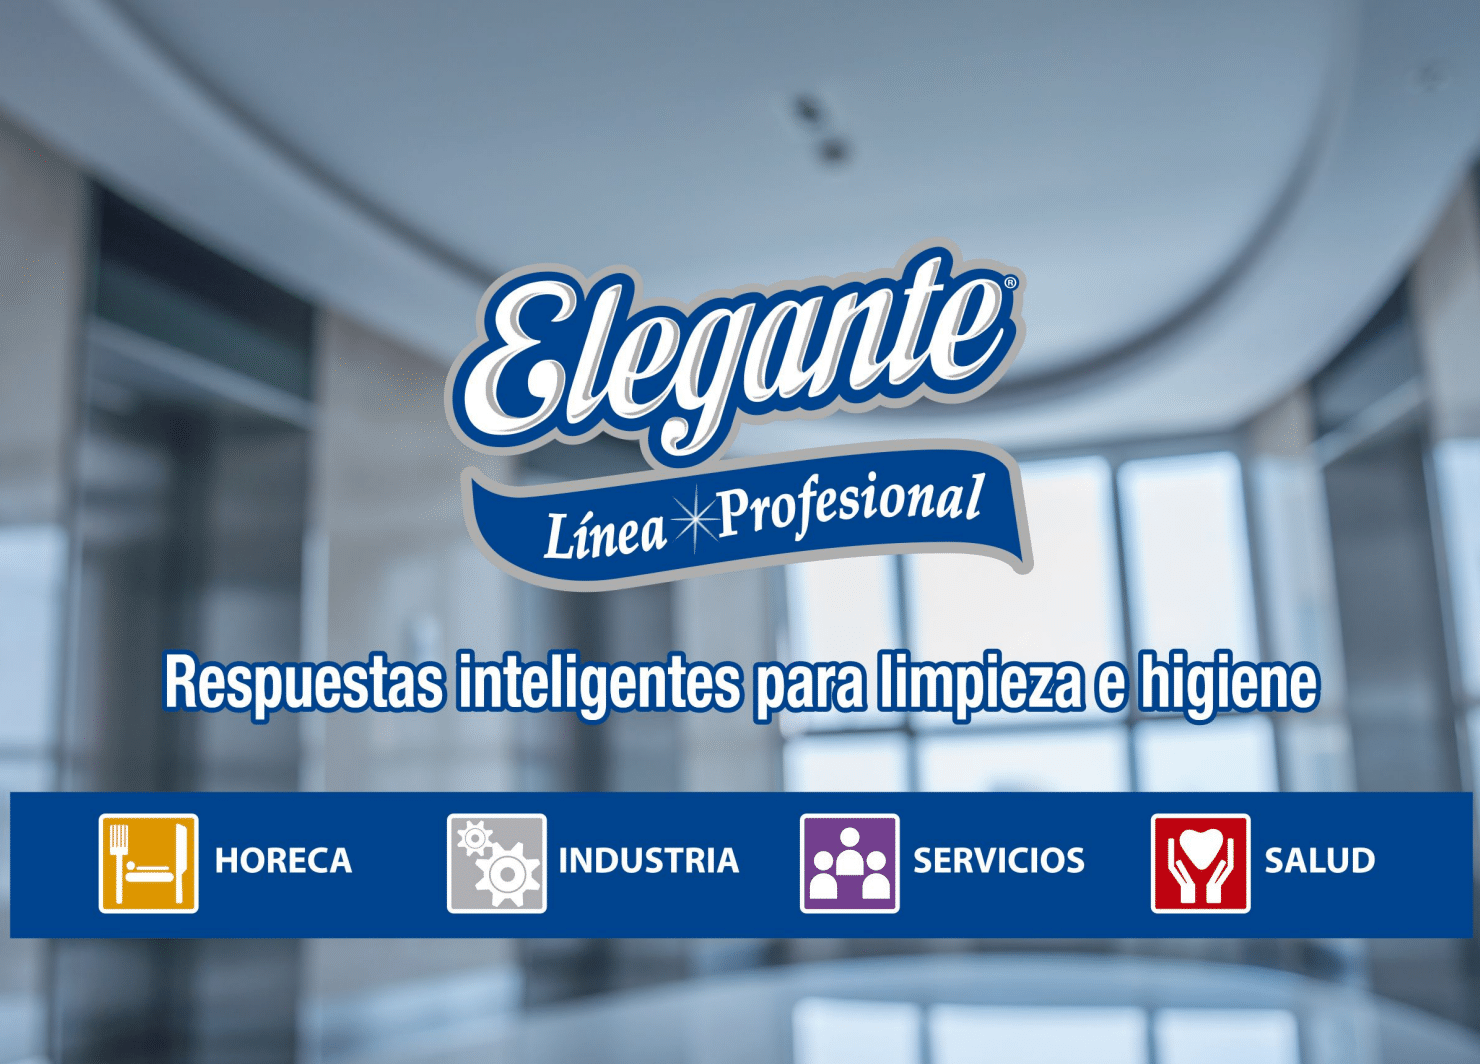 Elegante®
Línea Profesional
Respuestas inteligentes para limpieza e higiene
HORECA
INDUSTRIA
SERVICIOS
SALUD